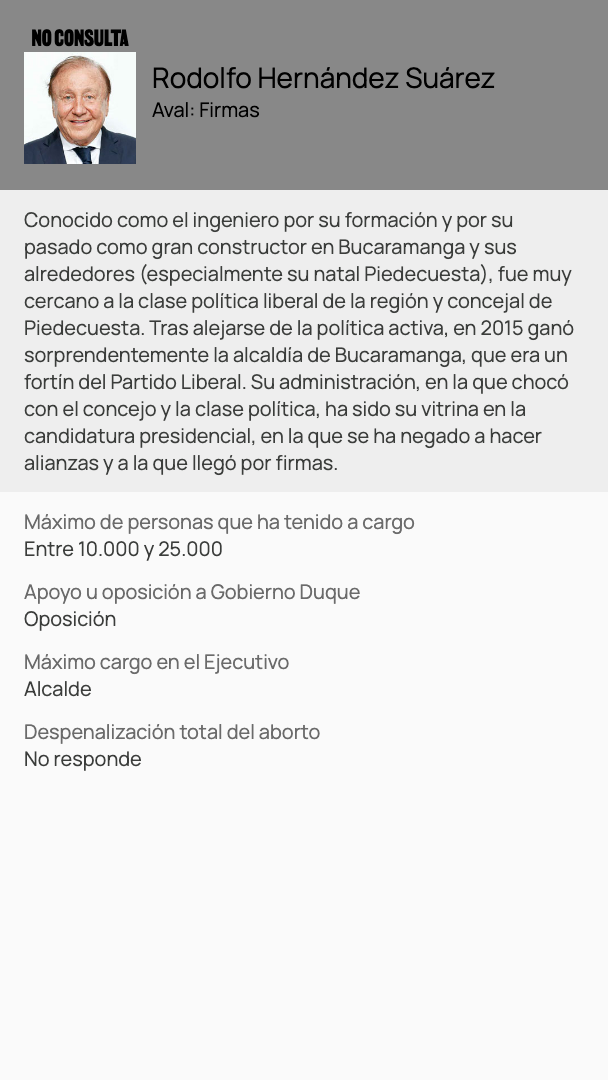 NO CONSULTA
Rodolfo Hernández Suárez
Aval: Firmas
Conocido como el ingeniero por su formación y por su
pasado como gran constructor en Bucaramanga y sus
alrededores (especialmente su natal Piedecuesta), fue muy
cercano a la clase política liberal de la región y concejal de
Piedecuesta. Tras alejarse de la política activa, en 2015 ganó
sorprendentemente la alcaldía de Bucaramanga, que era un
fortín del Partido Liberal. Su administración, en la que chocó
con el concejo y la clase política, ha sido su vitrina en la
candidatura presidencial, en la que se ha negado a hacer
alianzas y a la que llegó por firmas.
Máximo de personas que ha tenido a cargo
Entre 10.000 y 25.000
Apoyo u oposición a Gobierno Duque
Oposición
Máximo cargo en el Ejecutivo
Alcalde
Despenalización total del aborto
No responde